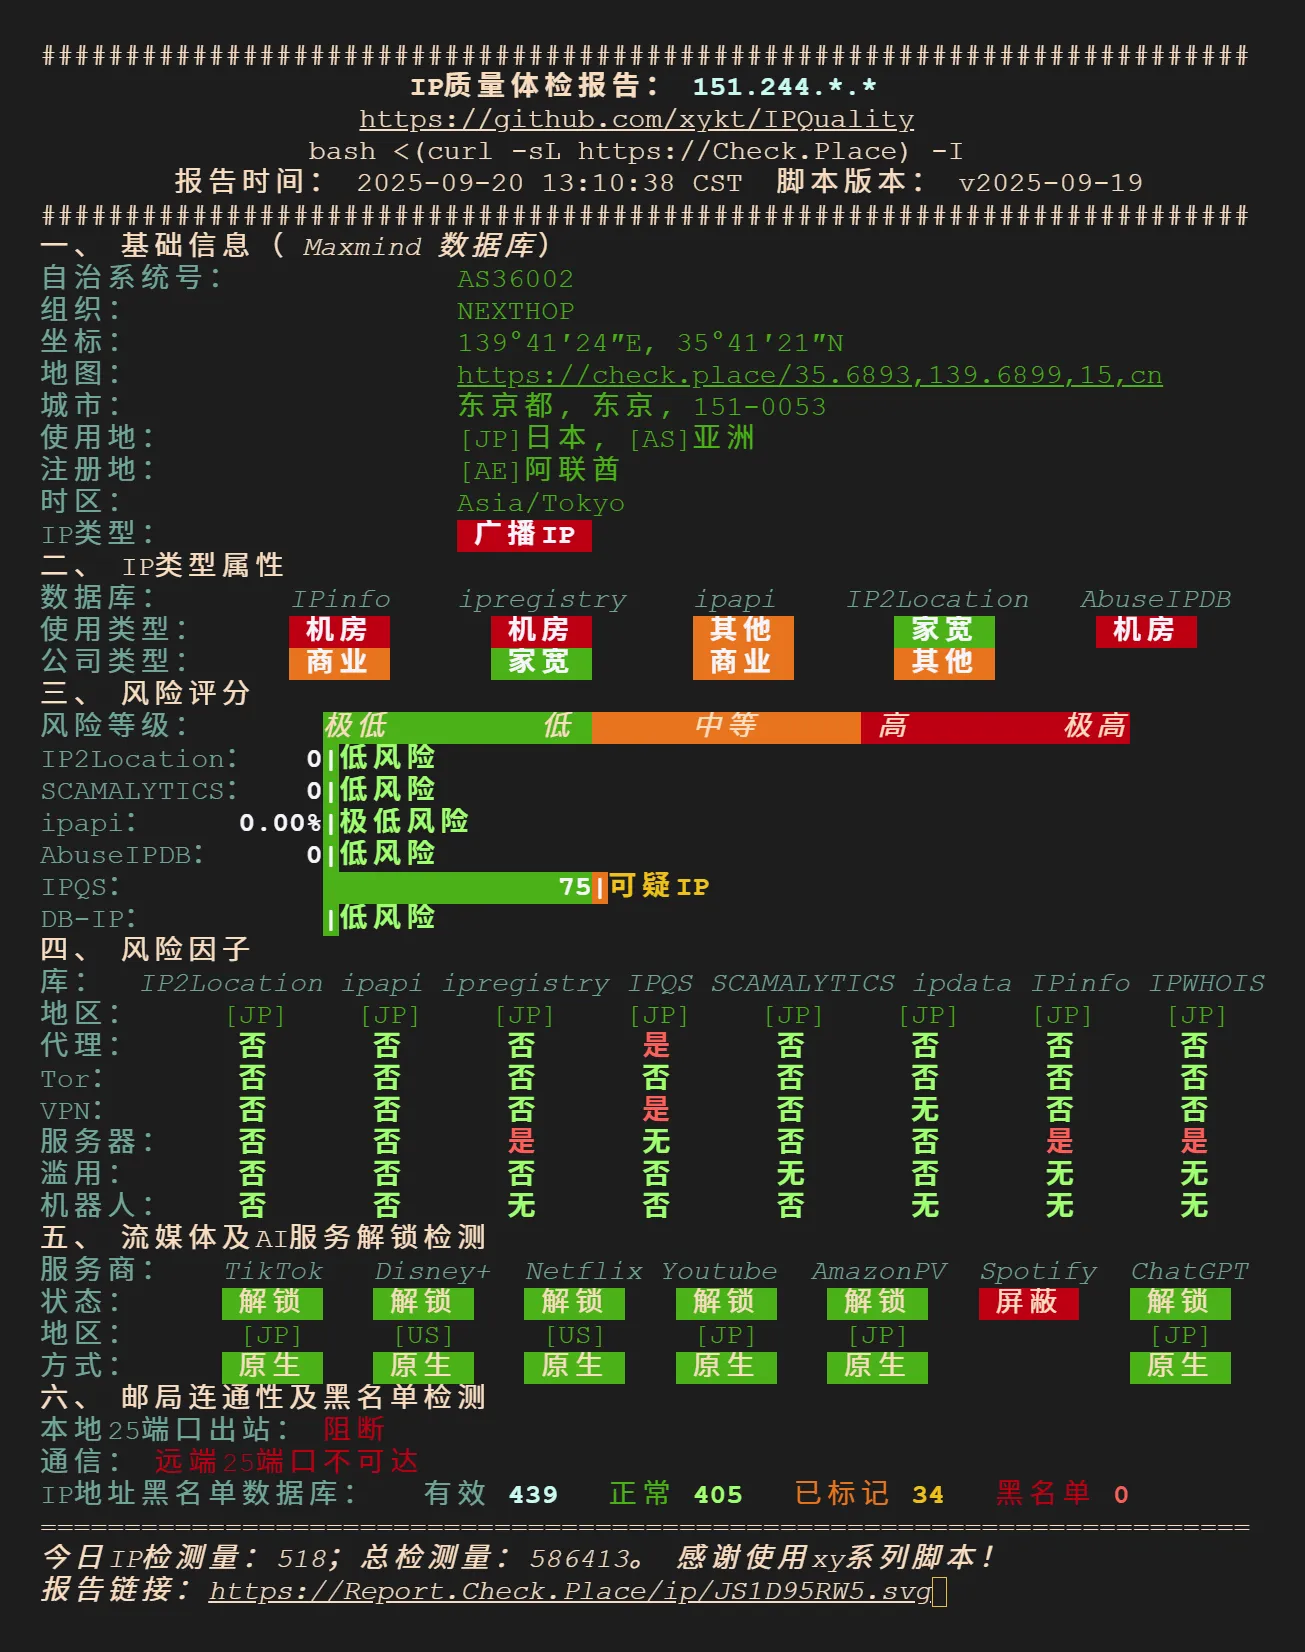 ########################################################################
IP质量体检报告： 151.244.*.*
https://github.com/xykt/IPQuality
bash <(curl -sL https://Check.Place) -I
报告时间： 2025-09-20 13:10:38 CST 脚本版本： v2025-09-19
########################################################################
一、 基础信息（ Maxmind 数据库）
自治系统号： AS36002
组织： NEXTHOP
坐标： 139°41′24″E, 35°41′21″N
地图： https://check.place/35.6893,139.6899,15,cn
城市： 东京都, 东京, 151-0053
使用地： [JP]日本, [AS]亚洲
注册地： [AE]阿联酋
时区： Asia/Tokyo
IP类型： 广播IP
二、 IP类型属性
数据库： IPinfo ipregistry ipapi IP2Location AbuseIPDB
使用类型： 机房 机房 其他 家宽 机房
公司类型： 商业 家宽 商业 其他
三、 风险评分
风险等级： 极低 低 中等 高 极高
IP2Location： 0|低风险
SCAMALYTICS： 0|低风险
ipapi： 0.00%|极低风险
AbuseIPDB： 0|低风险
IPQS： 75|可疑IP
DB-IP： |低风险
四、 风险因子
库： IP2Location ipapi ipregistry IPQS SCAMALYTICS ipdata IPinfo IPWHOIS
地区： [JP] [JP] [JP] [JP] [JP] [JP] [JP] [JP]
代理： 否 否 否 是 否 否 否 否
Tor： 否 否 否 否 否 否 否 否
VPN： 否 否 否 是 否 无 否 否
服务器： 否 否 是 无 否 否 是 是
滥用： 否 否 否 否 无 否 无 无
机器人： 否 否 无 否 否 无 无 无
五、 流媒体及AI服务解锁检测
服务商： TikTok Disney+ Netflix Youtube AmazonPV Spotify ChatGPT
状态： 解锁 解锁 解锁 解锁 解锁 屏蔽 解锁
地区： [JP] [US] [US] [JP] [JP] [JP]
方式： 原生 原生 原生 原生 原生 原生
六、 邮局连通性及黑名单检测
本地25端口出站： 阻断
通信： 远端25端口不可达
IP地址黑名单数据库： 有效 439 正常 405 已标记 34 黑名单 0
========================================================================
今日IP检测量：518；总检测量：586413。 感谢使用xy系列脚本！
报告链接：https://Report.Check.Place/ip/JS1D95RW5.svg